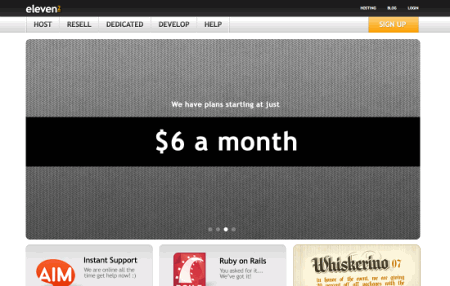 eleven2
HOSTING BLOG LOGIN
HOST RESELL DEDICATED DEVELOP HELP SIGN UP
We have plans starting at just
$6 a month
Instant Support
We are online all the
time get help now! :)
AIM
Ruby on Rails
You asked for it...
We've got it!
Whiskerino 07
In honor of the word, we are giving